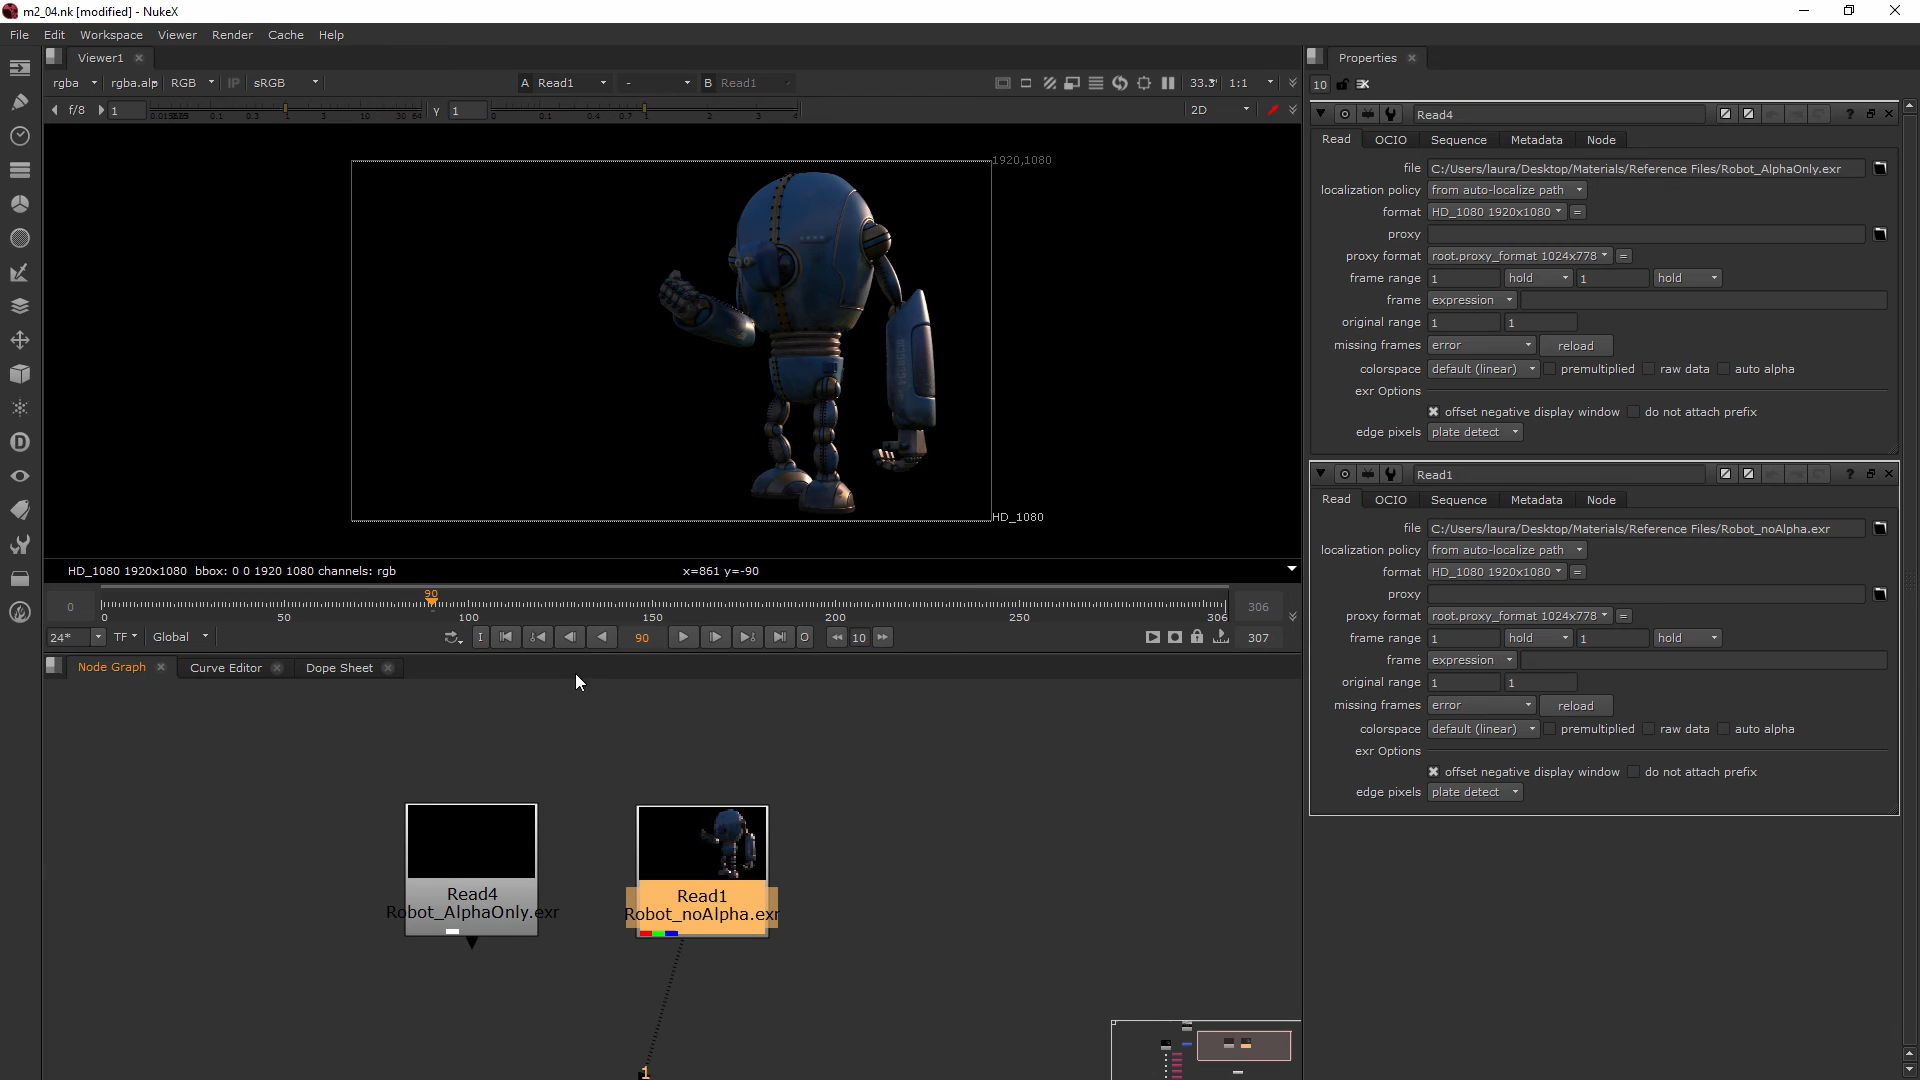 m2_04.nk [modified] - NukeX
File Edit Workspace Viewer Render Cache Help
Viewer1
rgba rgba.alp RGB IP sRGB A Read1 - B Read1 33.3 1:1
f/8 1 Y 1 2D
1920,1080
HD_1080
HD_1080 1920x1080 bbox: 0 0 1920 1080 channels: rgb x=861 y=-90
0 90 306
0 50 100 150 200 250 306
24* TF Global I 90 O 10 307
Node Graph Curve Editor Dope Sheet
Read4
Robot_AlphaOnly.exr
Read1
Robot_noAlpha.exr
1
Properties
10
Read4
Read OCIO Sequence Metadata Node
file C:/Users/laura/Desktop/Materials/Reference Files/Robot_AlphaOnly.exr
localization policy from auto-localize path
format HD_1080 1920x1080 =
proxy
proxy format root.proxy_format 1024x778 =
frame range 1 hold 1 hold
frame expression
original range 1 1
missing frames error reload
colorspace default (linear) premultiplied raw data auto alpha
exr Options
offset negative display window do not attach prefix
edge pixels plate detect
Read1
Read OCIO Sequence Metadata Node
file C:/Users/laura/Desktop/Materials/Reference Files/Robot_noAlpha.exr
localization policy from auto-localize path
format HD_1080 1920x1080 =
proxy
proxy format root.proxy_format 1024x778 =
frame range 1 hold 1 hold
frame expression
original range 1 1
missing frames error reload
colorspace default (linear) premultiplied raw data auto alpha
exr Options
offset negative display window do not attach prefix
edge pixels plate detect